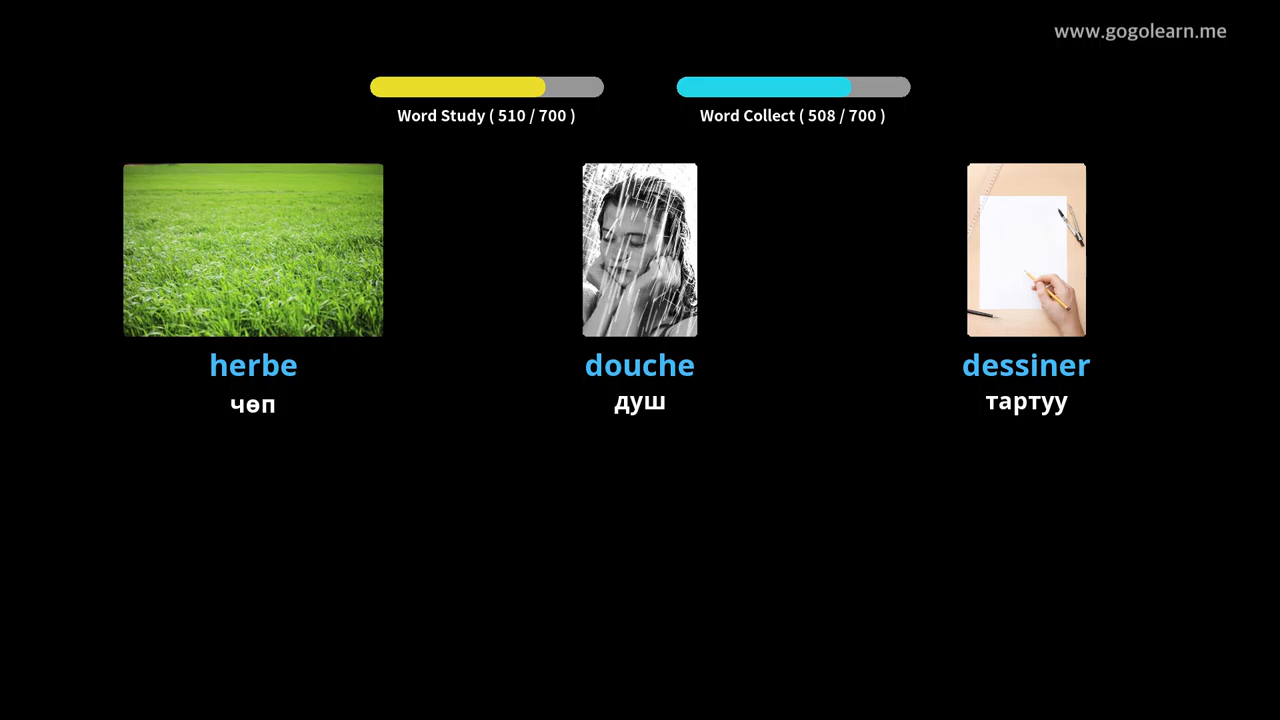 www.gogolearn.me
Word Study ( 510 / 700 )
Word Collect ( 508 / 700 )
herbe
douche
dessiner
чөп
душ
тартуу